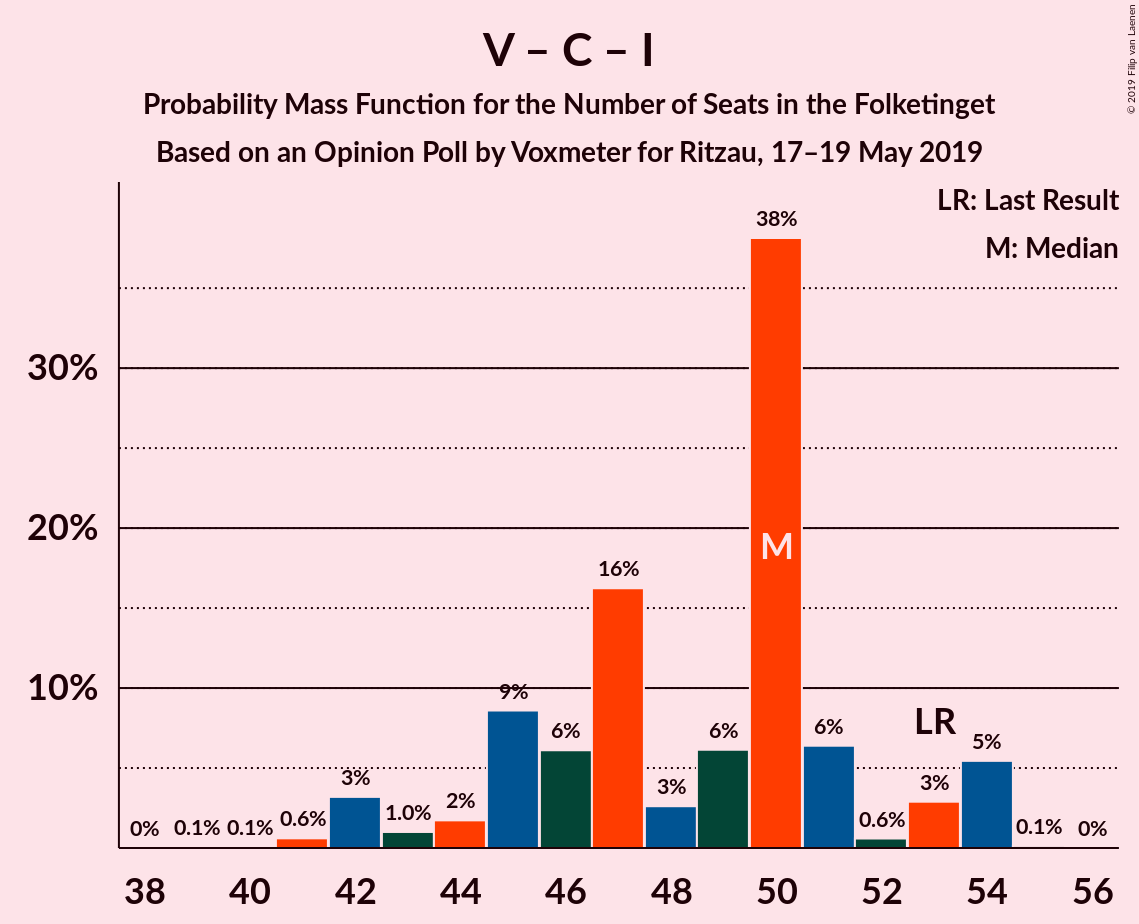 V – C – I
Probability Mass Function for the Number of Seats in the Folketinget
Based on an Opinion Poll by Voxmeter for Ritzau, 17–19 May 2019
© 2019 Filip van Laenen
LR: Last Result
M: Median
38%
30%
20%
M
16%
10%
9%
6%
6%
6%
LR
5%
3%
3%
3%
2%
1.0%
0.6%
0.6%
0%
0.1%
0.1%
0.1%
0%
38 40 42 44 46 48 50 52 54 56